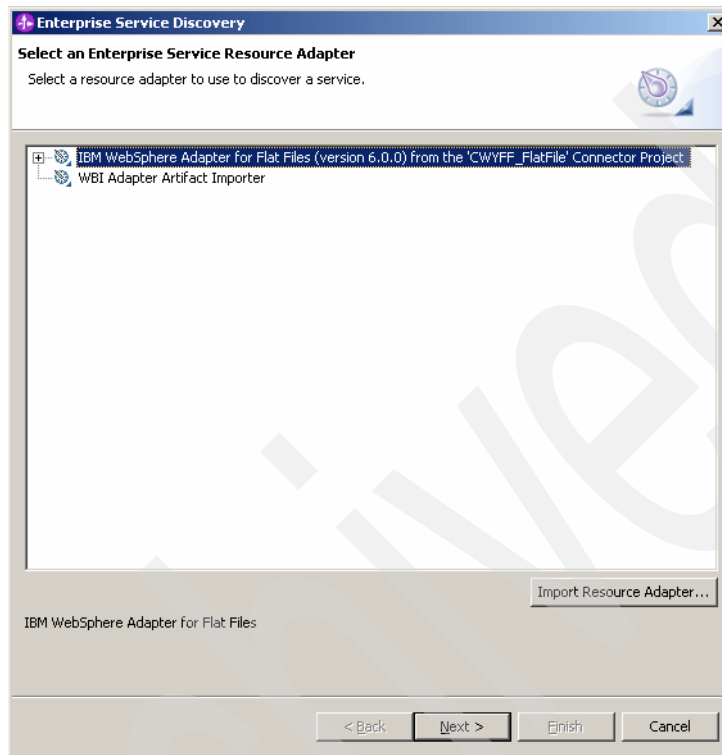 Enterprise Service Discovery
Select an Enterprise Service Resource Adapter
Select a resource adapter to use to discover a service.
IBM WebSphere Adapter for Flat Files (version 6.0.0) from the 'CWYFF_FlatFile' Connector Project
WBI Adapter Artifact Importer
Import Resource Adapter...
IBM WebSphere Adapter for Flat Files
< Back Next > Finish Cancel